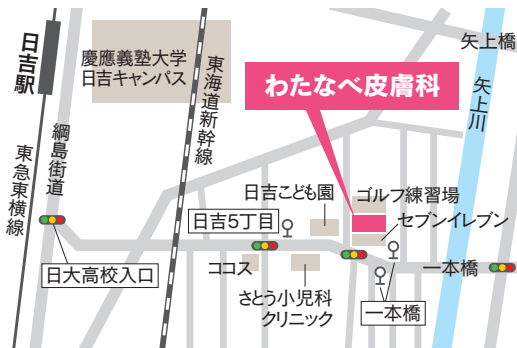 日吉駅
慶應義塾大学
日吉キャンパス
東海道新幹線
矢上橋
矢上川
わたなべ皮膚科
綱島街道
東急東横線
日吉こども園
ゴルフ練習場
日吉5丁目
セブンイレブン
日大高校入口
ココス
さとう小児科
クリニック
一本橋
一本橋